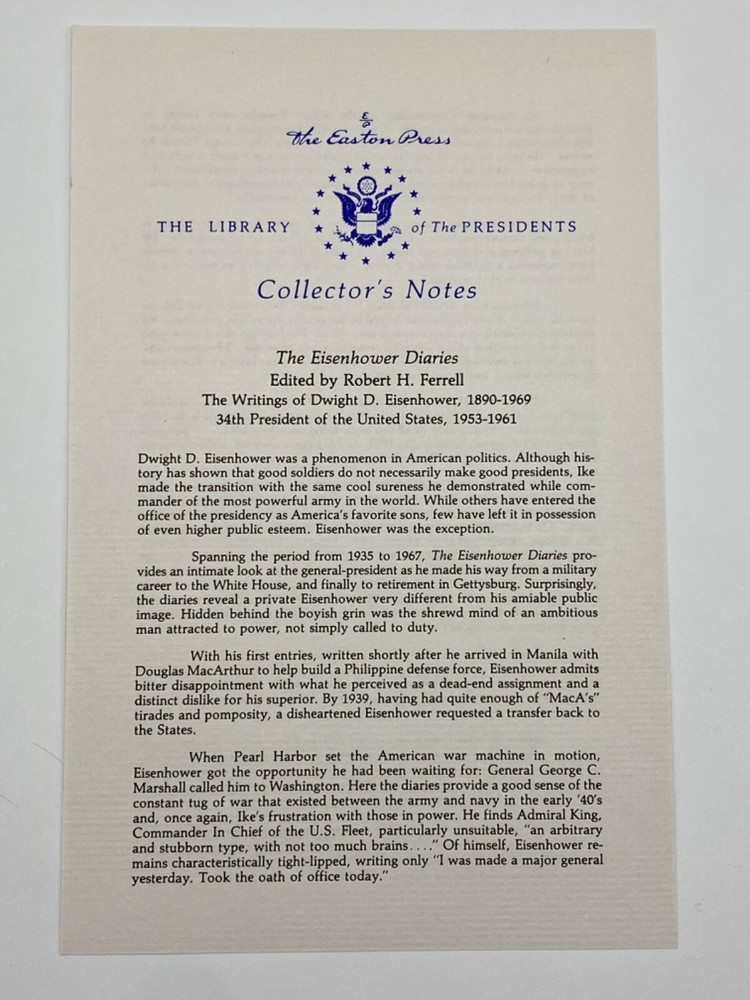 E
P
The Easton Press
THE LIBRARY of The PRESIDENTS
Collector's Notes
The Eisenhower Diaries
Edited by Robert H. Ferrell
The Writings of Dwight D. Eisenhower, 1890-1969
34th President of the United States, 1953-1961
Dwight D. Eisenhower was a phenomenon in American politics. Although his-
tory has shown that good soldiers do not necessarily make good presidents, Ike
made the transition with the same cool sureness he demonstrated while com-
mander of the most powerful army in the world. While others have entered the
office of the presidency as America's favorite sons, few have left it in possession
of even higher public esteem. Eisenhower was the exception.
Spanning the period from 1935 to 1967, The Eisenhower Diaries pro-
vides an intimate look at the general-president as he made his way from a military
career to the White House, and finally to retirement in Gettysburg. Surprisingly,
the diaries reveal a private Eisenhower very different from his amiable public
image. Hidden behind the boyish grin was the shrewd mind of an ambitious
man attracted to power, not simply called to duty.
With his first entries, written shortly after he arrived in Manila with
Douglas MacArthur to help build a Philippine defense force, Eisenhower admits
bitter disappointment with what he perceived as a dead-end assignment and a
distinct dislike for his superior. By 1939, having had quite enough of "MacA's"
tirades and pomposity, a disheartened Eisenhower requested a transfer back to
the States.
When Pearl Harbor set the American war machine in motion,
Eisenhower got the opportunity he had been waiting for: General George C.
Marshall called him to Washington. Here the diaries provide a good sense of the
constant tug of war that existed between the army and navy in the early '40's
and, once again, Ike's frustration with those in power. He finds Admiral King,
Commander In Chief of the U.S. Fleet, particularly unsuitable, "an arbitrary
and stubborn type, with not too much brains...." Of himself, Eisenhower re-
mains characteristically tight-lipped, writing only "I was made a major general
yesterday. Took the oath of office today."